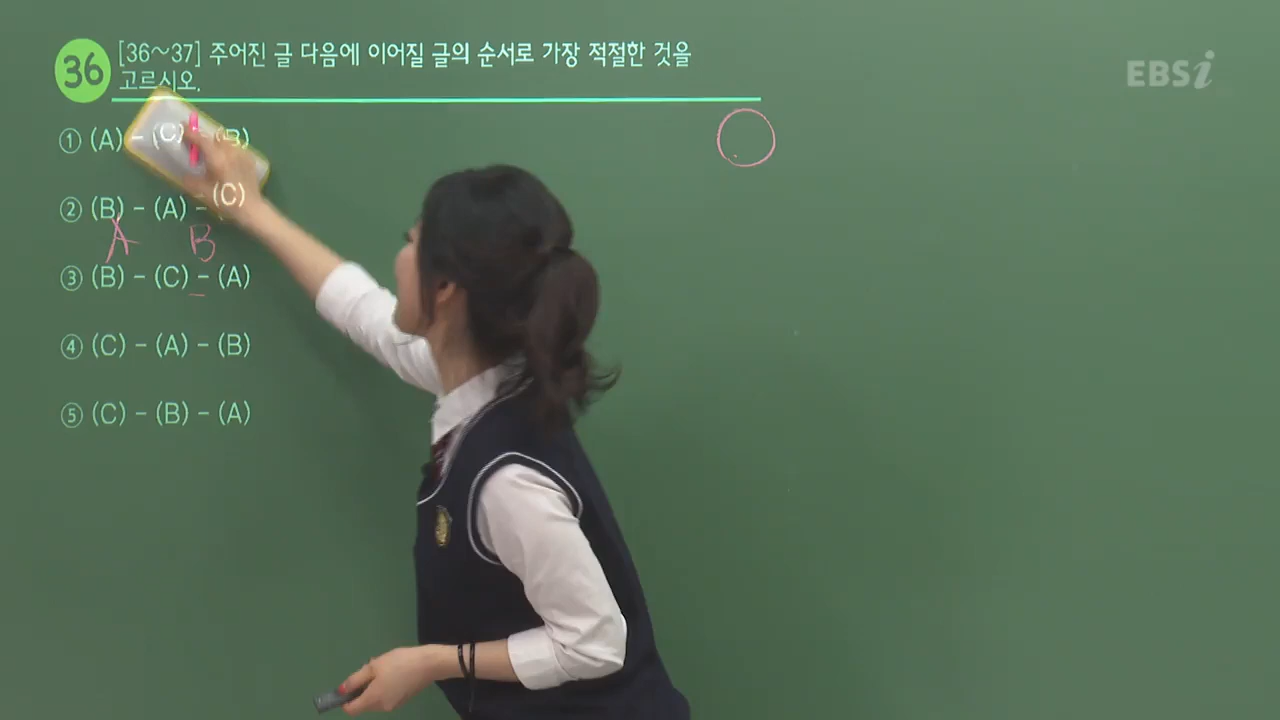 36
[36~37] 주어진 글 다음에 이어질 글의 순서로 가장 적절한 것을
고르시오.
EBSi
① (A) - (C) - (B)
② (B) - (A) - (C)
A B
③ (B) - (C) - (A)
④ (C) - (A) - (B)
⑤ (C) - (B) - (A)